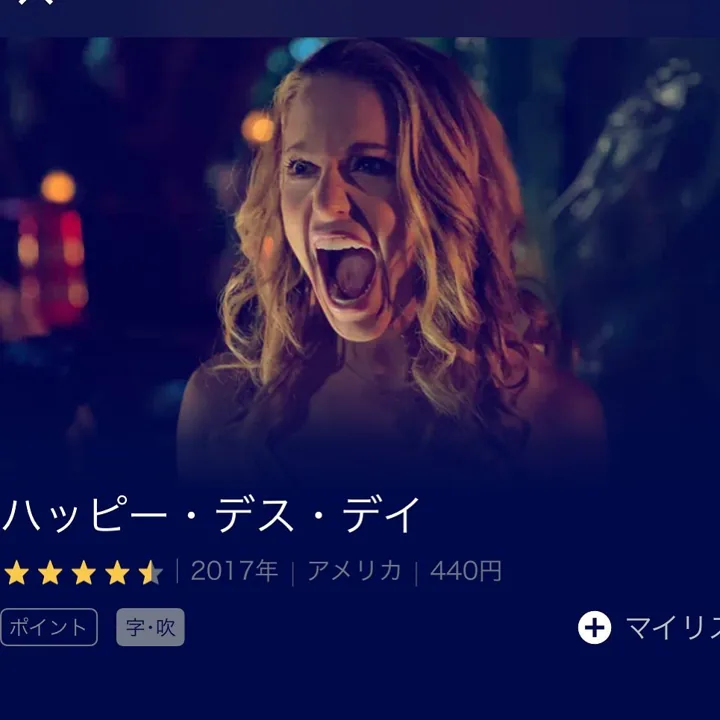 ハッピー・デス・デイ
2017年 | アメリカ | 440円
ポイント 字・吹 マイリス